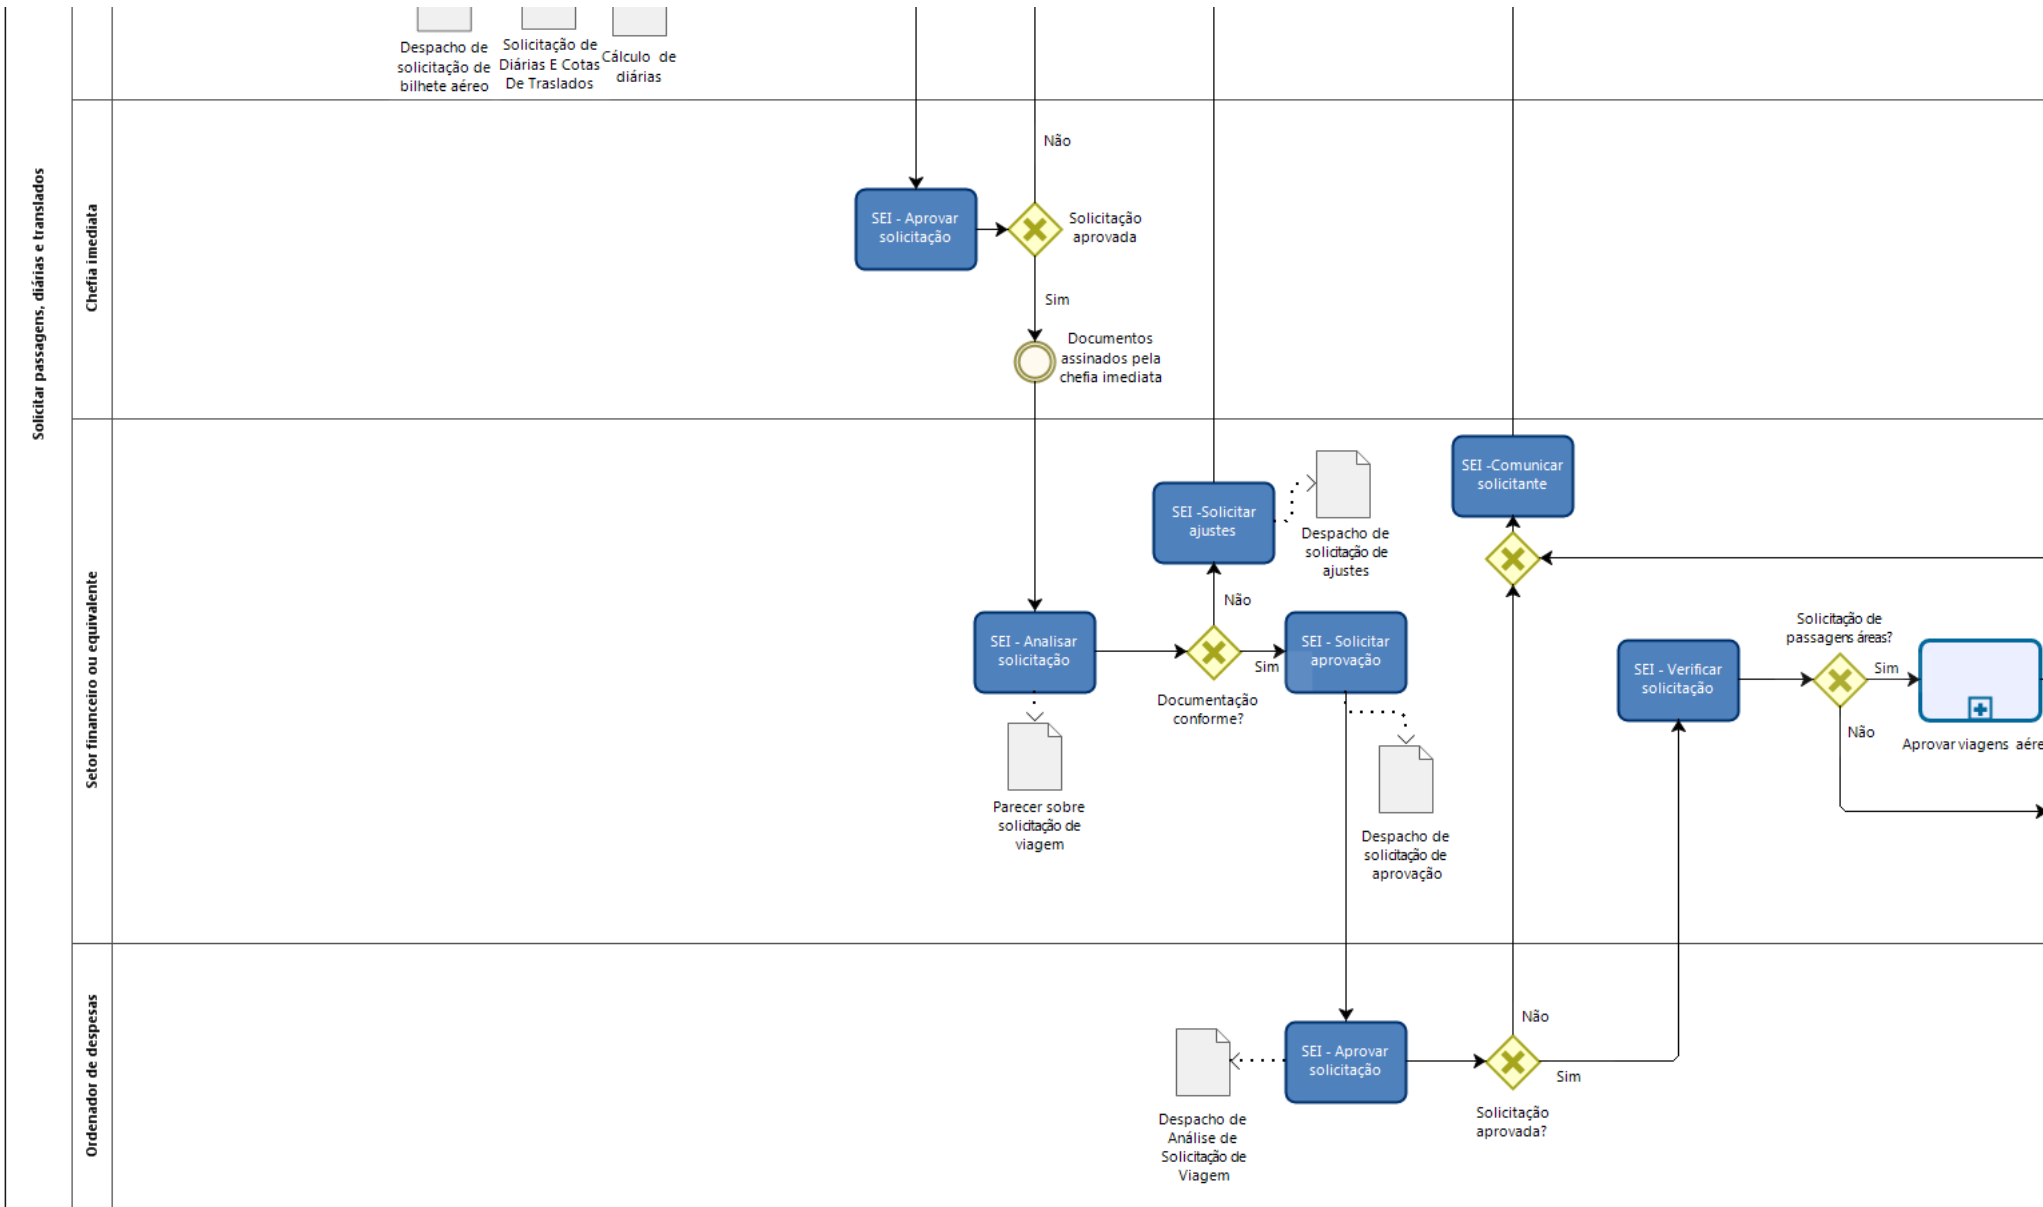 Despacho de
solicitação de
bilhete aéreo
Solicitação de
Diárias E Cotas
De Traslados
Cálculo de
diárias
Solicitar passagens, diárias e translados
Chefia imediata
Não
SEI - Aprovar
solicitação
Solicitação
aprovada
Sim
Documentos
assinados pela
chefia imediata
Setor financeiro ou equivalente
SEI -Comunicar
solicitante
SEI -Solicitar
ajustes
Despacho de
solicitação de
ajustes
Não
SEI - Analisar
solicitação
Sim
SEI - Solicitar
aprovação
Documentação
conforme?
Solicitação de
passagens áreas?
SEI - Verificar
solicitação
Sim
Não
Aprovar viagens aére
Parecer sobre
solicitação de
viagem
Despacho de
solicitação de
aprovação
Ordenador de despesas
Não
SEI - Aprovar
solicitação
Sim
Solicitação
aprovada?
Despacho de
Análise de
Solicitação de
Viagem